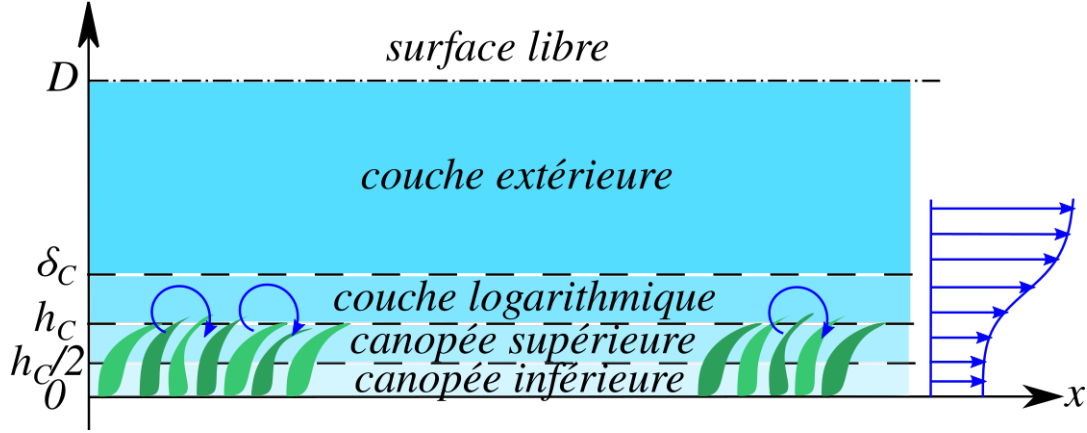 surface libre
D
couche extérieure
δC
couche logarithmique
hC
canopée supérieure
hC/2
canopée inférieure
0
x